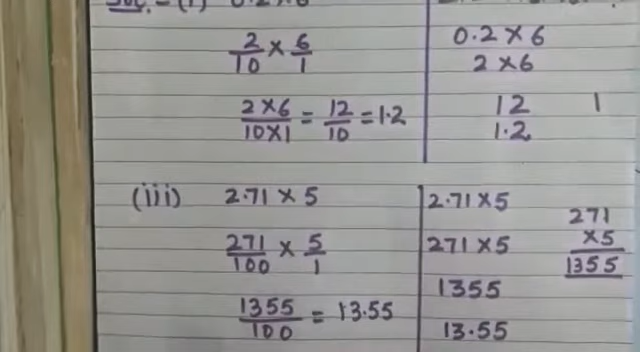 Sol. - (i) 0.2 × 6
2/10 × 6/1
2×6/10×1 = 12/10 = 1.2
0.2 × 6
2 × 6
12 1
1.2
(iii) 2.71 × 5
271/100 × 5/1
1355/100 = 13.55
2.71 × 5
271 × 5
1355
13.55
271
×5
1355